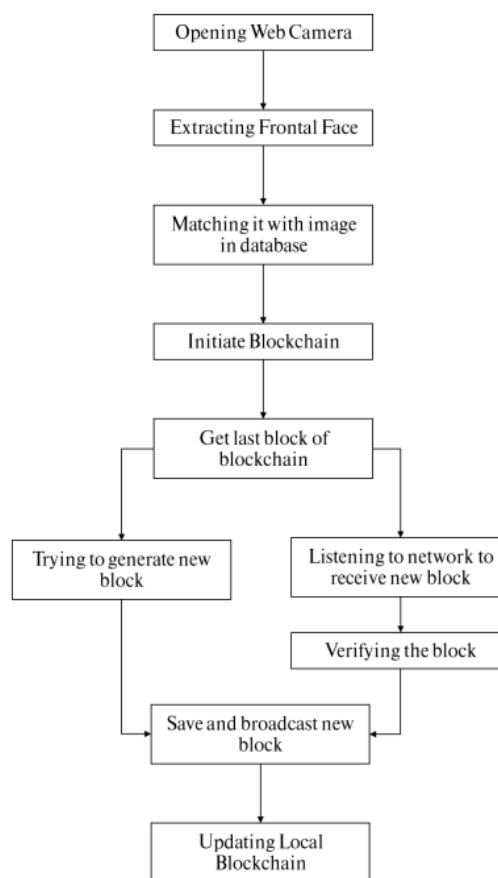 Opening Web Camera
Extracting Frontal Face
Matching it with image
in database
Initiate Blockchain
Get last block of
blockchain
Trying to generate new
block
Listening to network to
receive new block
Verifying the block
Save and broadcast new
block
Updating Local
Blockchain